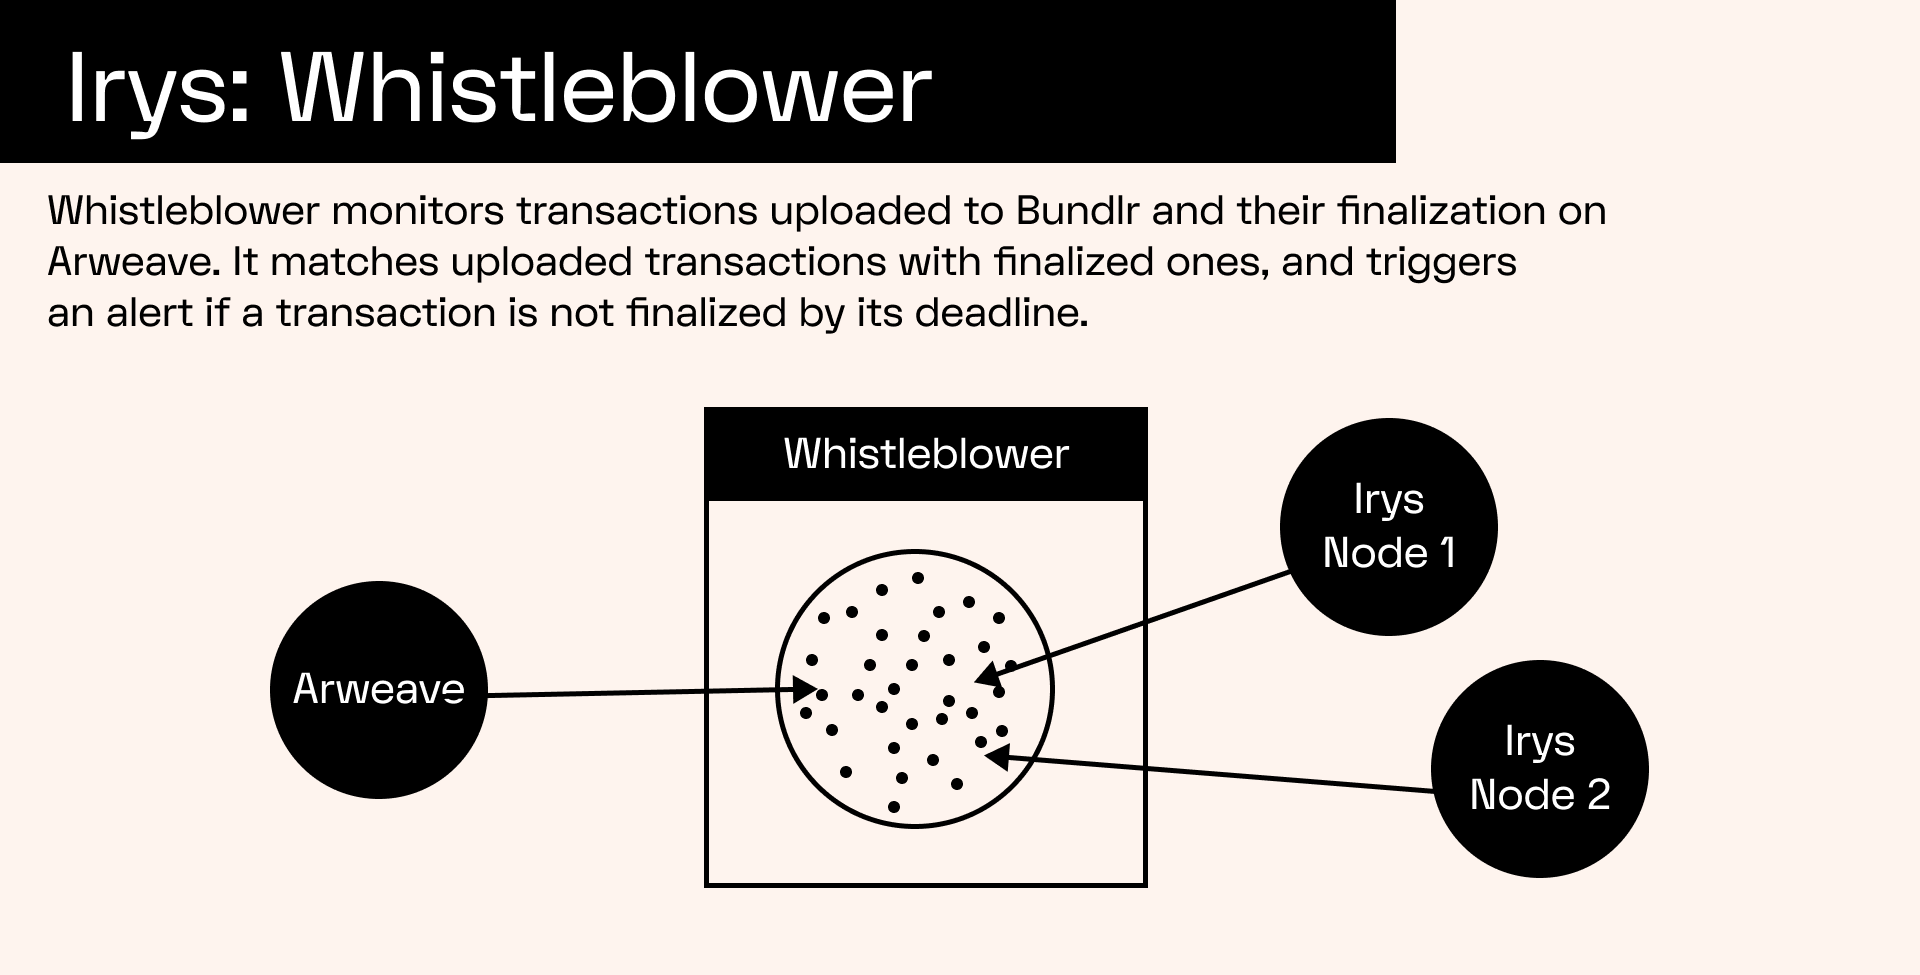 Irys: Whistleblower
Whistleblower monitors transactions uploaded to Bundlr and their finalization on
Arweave. It matches uploaded transactions with finalized ones, and triggers
an alert if a transaction is not finalized by its deadline.
Whistleblower
Irys
Node 1
Arweave
Irys
Node 2